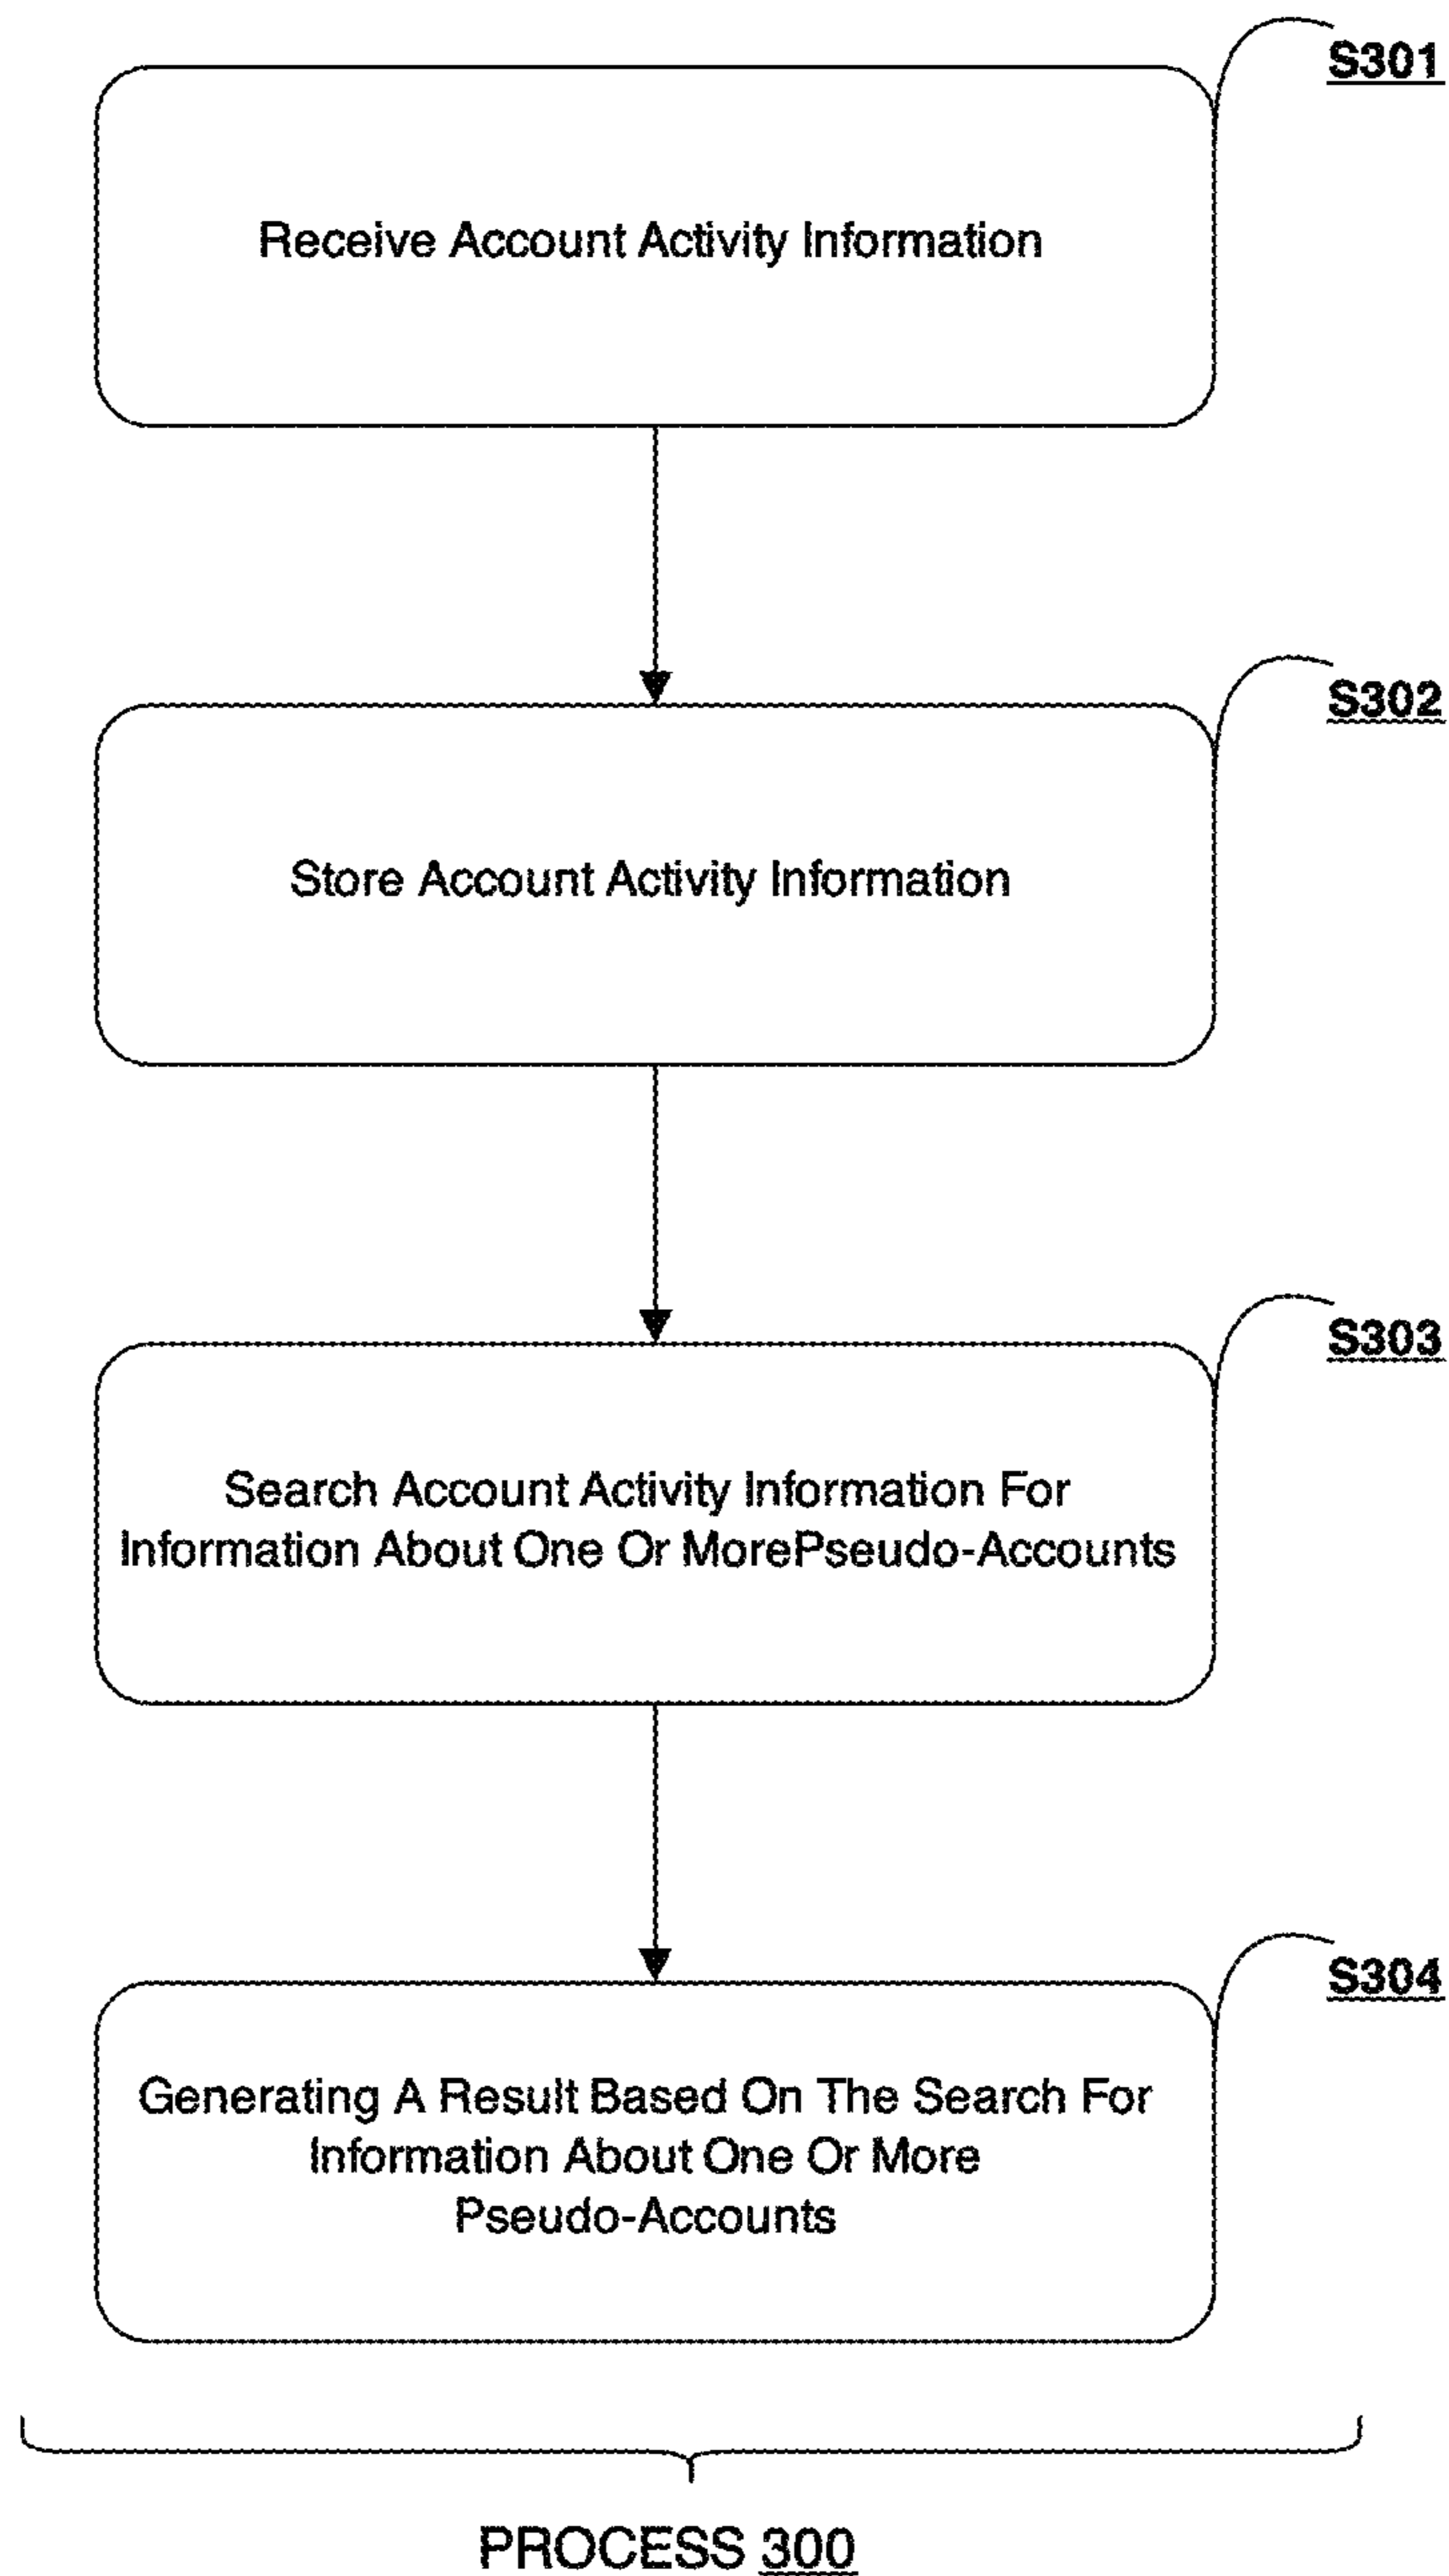 S301
Receive Account Activity Information
S302
Store Account Activity Information
S303
Search Account Activity Information For
Information About One Or MorePseudo-Accounts
S304
Generating A Result Based On The Search For
Information About One Or More
Pseudo-Accounts
PROCESS 300